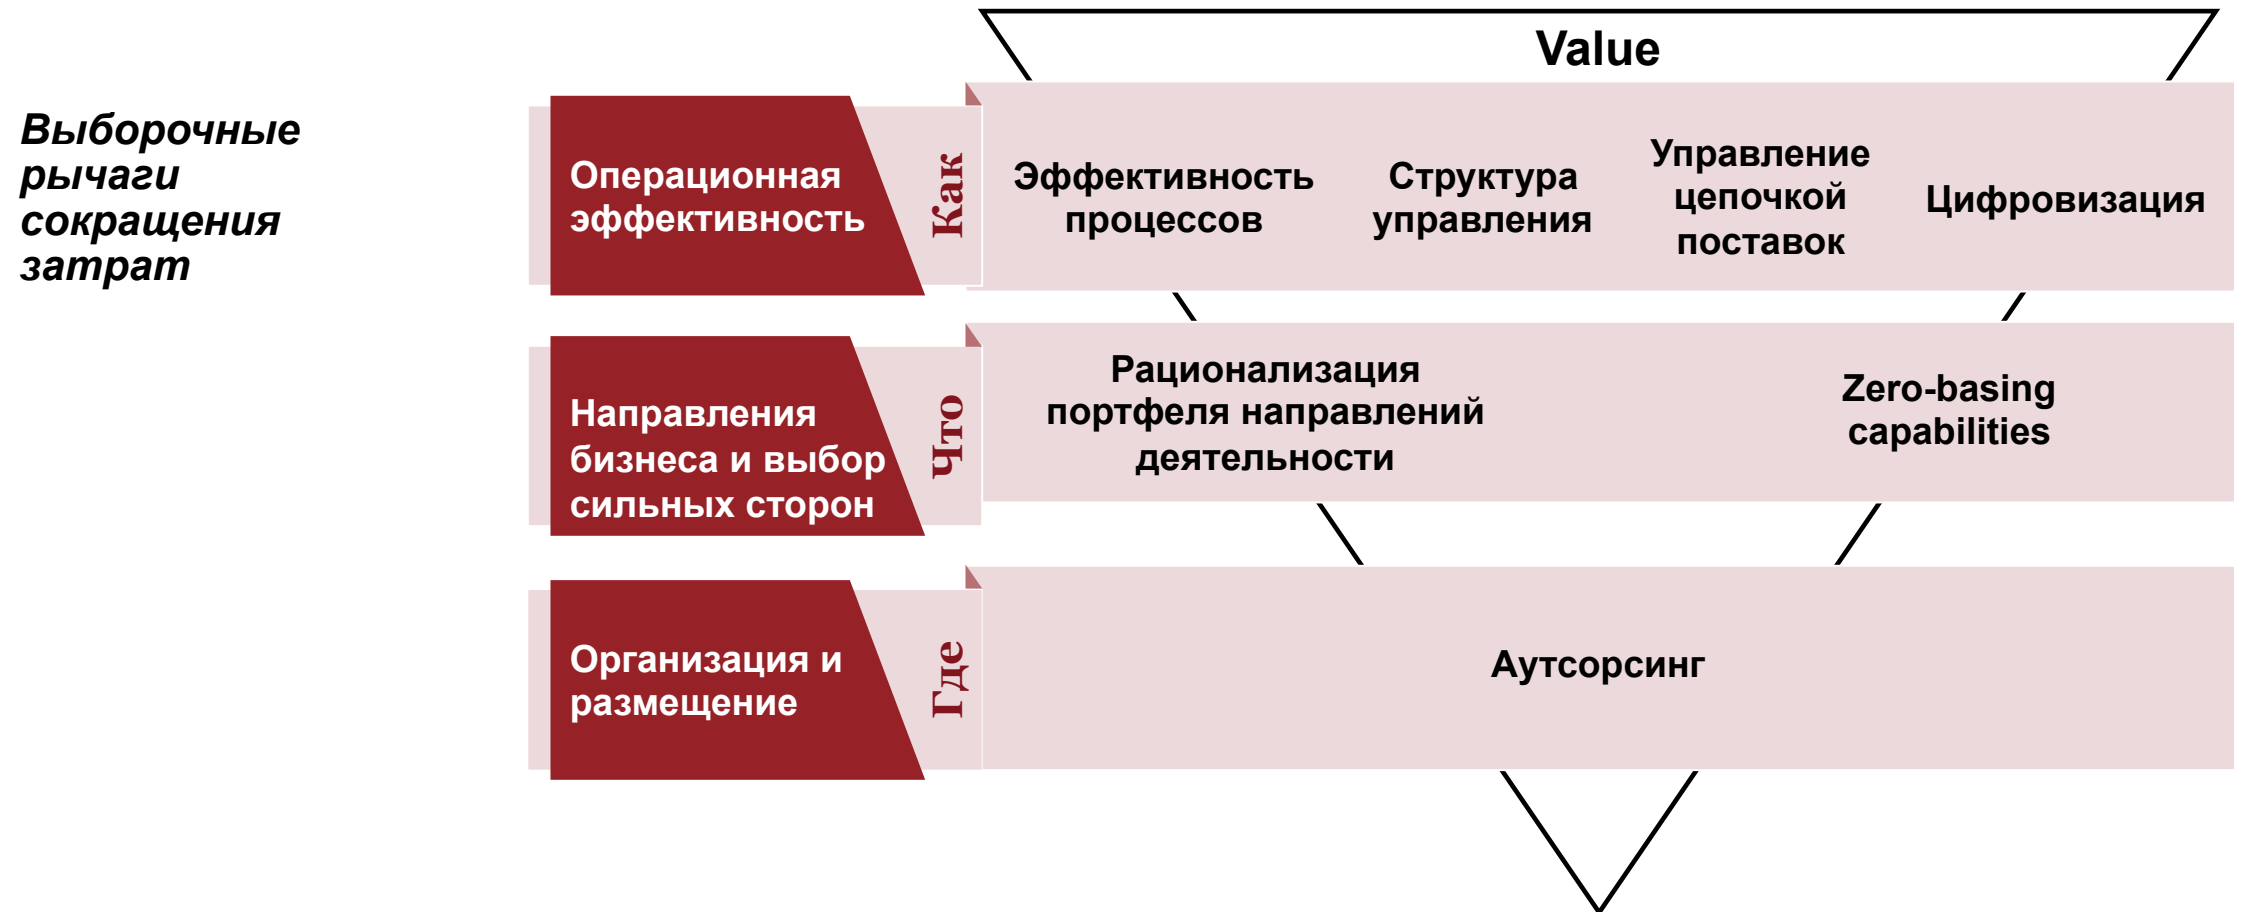 Value
Выборочные
рычаги
сокращения
затрат
Операционная
эффективность
Как
Эффективность
процессов
Структура
управления
Управление
цепочкой
поставок
Цифровизация
Направления
бизнеса и выбор
сильных сторон
Что
Рационализация
портфеля направлений
деятельности
Zero-basing
capabilities
Организация и
размещение
Где
Аутсорсинг